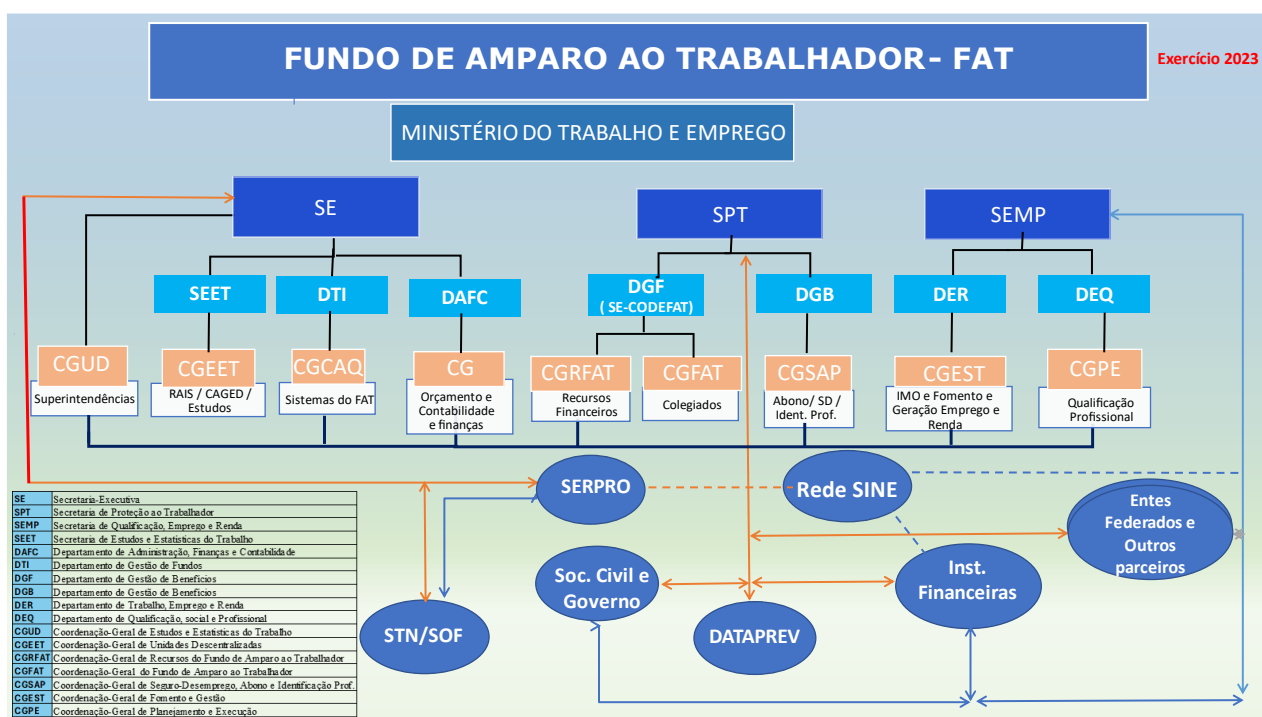 FUNDO DE AMPARO AO TRABALHADOR- FAT
Exercício 2023
MINISTÉRIO DO TRABALHO E EMPREGO
SE
SPT
SEMP
SEET
DTI
DAFC
DGF
( SE-CODEFAT)
DGB
DER
DEQ
CGUD
CGEET
CGCAQ
CG
CGRFAT
CGFAT
CGSAP
CGEST
CGPE
Superintendências
RAIS / CAGED /
Estudos
Sistemas do FAT
Orçamento e
Contabilidade
e finanças
Recursos
Financeiros
Colegiados
Abono/ SD /
Ident. Prof.
IMO e Fomento e
Geração Emprego e
Renda
Qualificação
Profissional
SERPRO
Rede SINE
Entes
Federados e
Outros
parceiros
Soc. Civil e
Governo
Inst.
Financeiras
STN/SOF
DATAPREV
SE Secretaria-Executiva
SPT Secretaria de Proteção ao Trabalhador
SEMP Secretaria de Qualificação, Emprego e Renda
SEET Secretaria de Estudos e Estatisticas do Trabalho
DAFC Departamento de Administração, Finanças e Contabilidade
DTI Departamento de Gestão de Fundos
DGF Departamento de Gestão de Beneficios
DGB Departamento de Gestão de Beneficios
DER Departamento de Trabalho, Emprego e Renda
DEQ Departamento de Qualificação, social e Profissional
CGUD Coordenação-Geral de Estudos e Estatisticas do Trabalho
CGEET Coordenação-Geral de Unidades Descentralizadas
CGRFAT Coordenação-Geral de Recursos do Fundo de Amparo ao Trabalhador
CGFAT Coordenação-Geral do Fundo de Amparo ao Trabalhador
CGSAP Coordenação-Geral de Seguro-Desemprego, Abono e Identificação Prof.
CGEST Coordenação-Geral de Fomento e Gestão
CGPE Coordenação-Geral de Planejamento e Execução